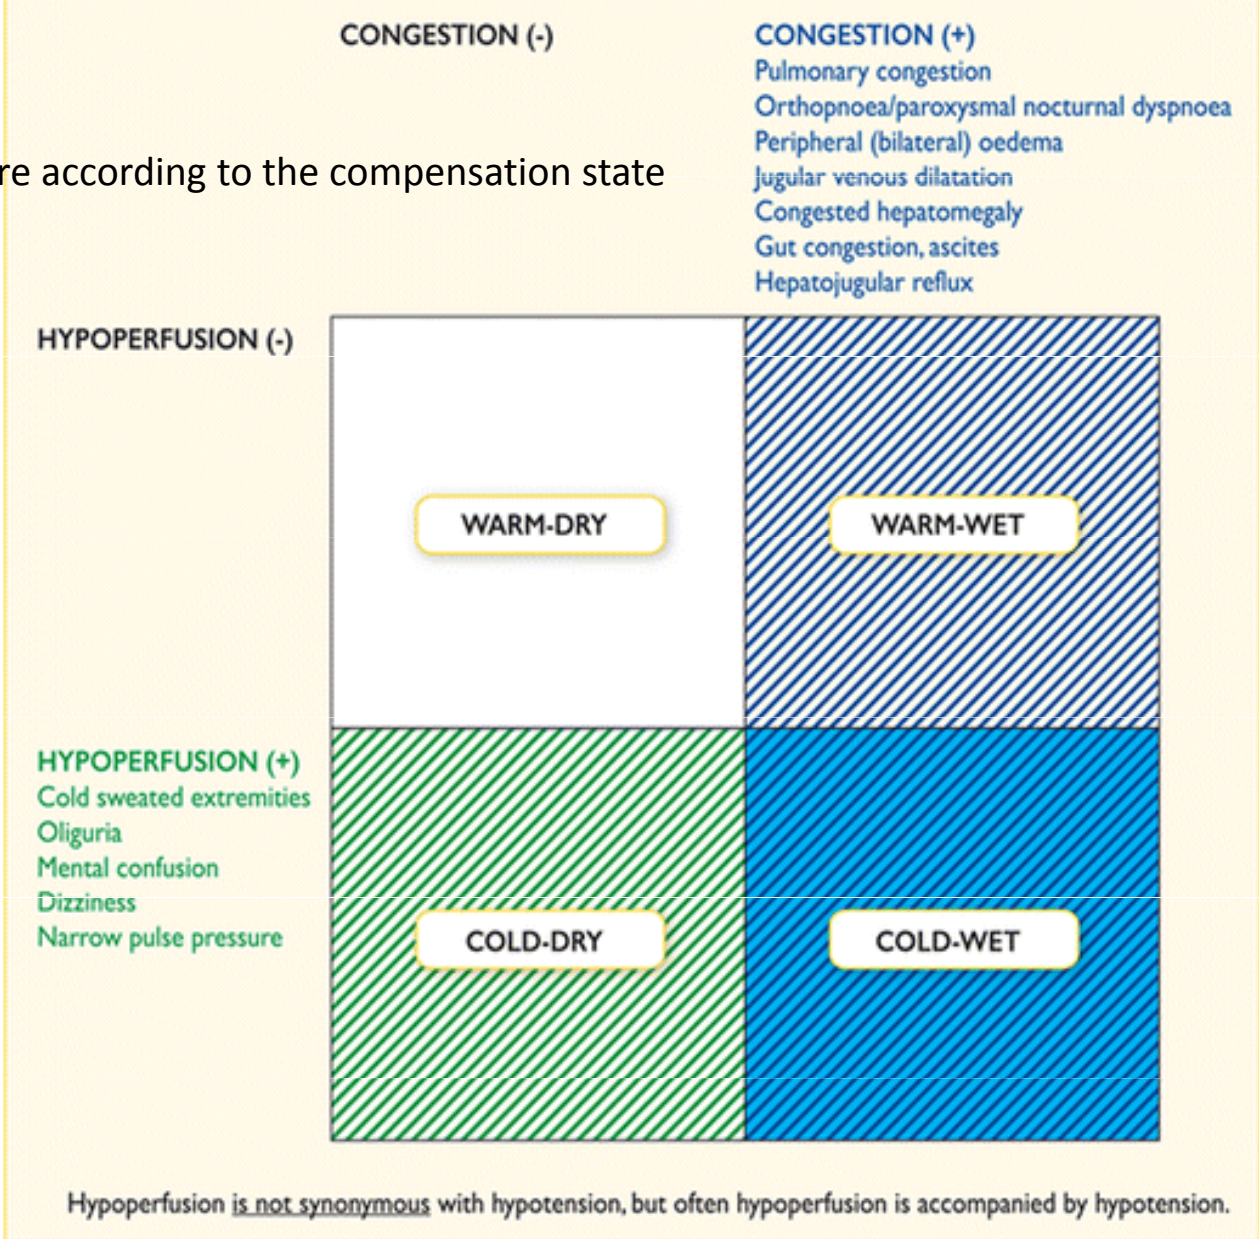 CONGESTION (-)
CONGESTION (+)
Pulmonary congestion
Orthopnoea/paroxysmal nocturnal dyspnoea
Peripheral (bilateral) oedema
re according to the compensation state
Jugular venous dilatation
Congested hepatomegaly
Gut congestion, ascites
Hepatojugular reflux
HYPOPERFUSION (-)
WARM-DRY
WARM-WET
HYPOPERFUSION (+)
Cold sweated extremities
Oliguria
Mental confusion
Dizziness
Narrow pulse pressure
COLD-DRY
COLD-WET
Hypoperfusion is not synonymous with hypotension, but often hypoperfusion is accompanied by hypotension.